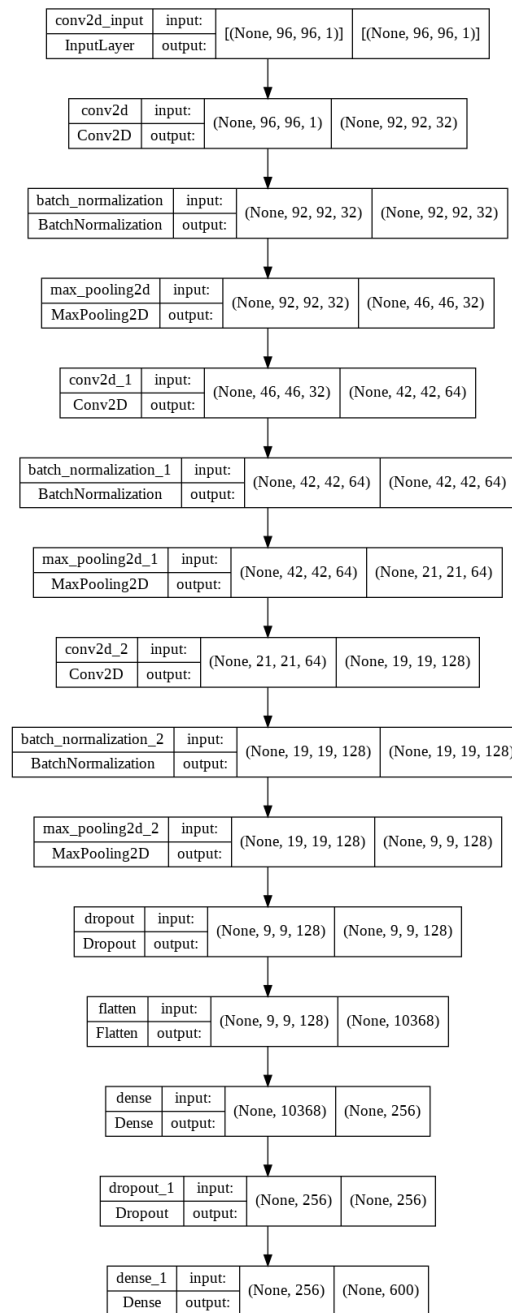 conv2d_input input: [(None, 96, 96, 1)] [(None, 96, 96, 1)]
InputLayer output:
conv2d input: (None, 96, 96, 1) (None, 92, 92, 32)
Conv2D output:
batch_normalization input: (None, 92, 92, 32) (None, 92, 92, 32)
BatchNormalization output:
max_pooling2d input: (None, 92, 92, 32) (None, 46, 46, 32)
MaxPooling2D output:
conv2d_1 input: (None, 46, 46, 32) (None, 42, 42, 64)
Conv2D output:
batch_normalization_1 input: (None, 42, 42, 64) (None, 42, 42, 64)
BatchNormalization output:
max_pooling2d_1 input: (None, 42, 42, 64) (None, 21, 21, 64)
MaxPooling2D output:
conv2d_2 input: (None, 21, 21, 64) (None, 19, 19, 128)
Conv2D output:
batch_normalization_2 input: (None, 19, 19, 128) (None, 19, 19, 128)
BatchNormalization output:
max_pooling2d_2 input: (None, 19, 19, 128) (None, 9, 9, 128)
MaxPooling2D output:
dropout input: (None, 9, 9, 128) (None, 9, 9, 128)
Dropout output:
flatten input: (None, 9, 9, 128) (None, 10368)
Flatten output:
dense input: (None, 10368) (None, 256)
Dense output:
dropout_1 input: (None, 256) (None, 256)
Dropout output:
dense_1 input: (None, 256) (None, 600)
Dense output: